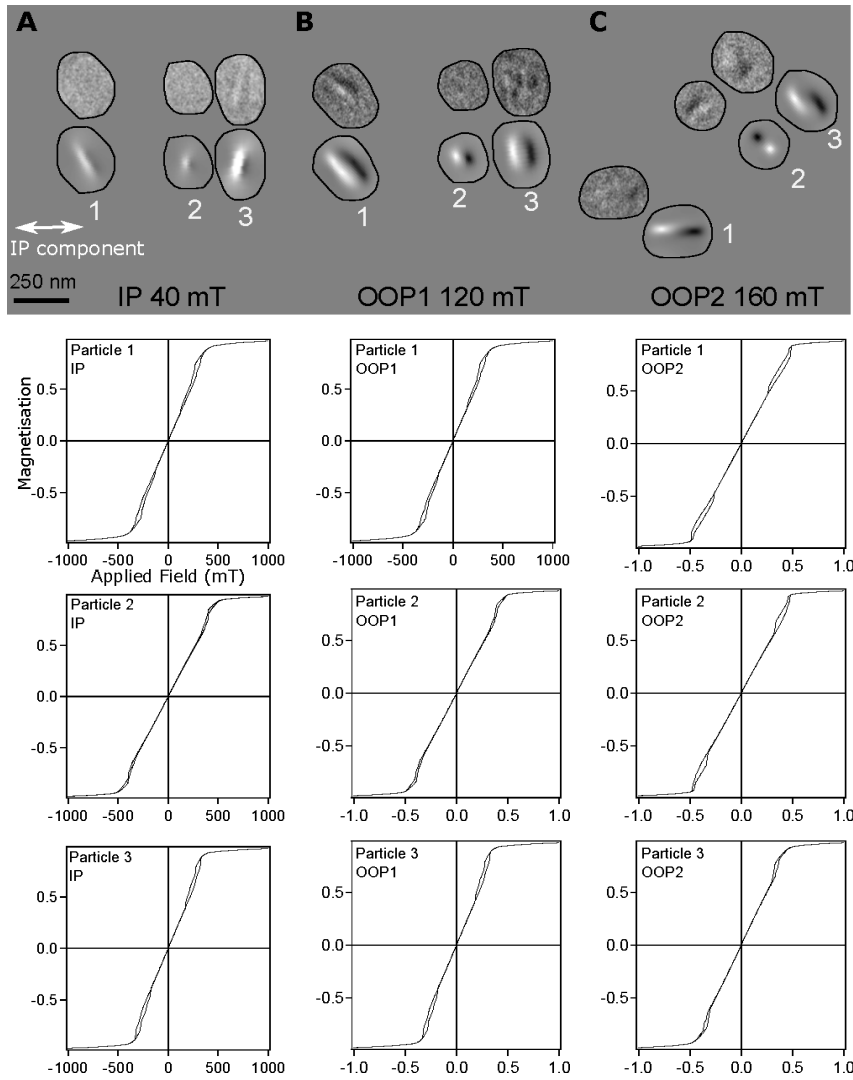 A B C
1 2 3
1 2 3
1 2 3
IP component
250 nm
IP 40 mT OOP1 120 mT OOP2 160 mT
Particle 1
IP
Magnetisation
0.5
0.0
-0.5
-1000 -500 0 500 1000
Applied Field (mT)
Particle 1
OOP1
0.5
0.0
-0.5
-1000 -500 0 500 1000
Particle 1
OOP2
0.5
0.0
-0.5
-1.0 -0.5 0.0 0.5 1.0
Particle 2
IP
0.5
0.0
-0.5
-1000 -500 0 500 1000
Particle 2
OOP1
0.5
0.0
-0.5
-1.0 -0.5 0.0 0.5 1.0
Particle 2
OOP2
0.5
0.0
-0.5
-1.0 -0.5 0.0 0.5 1.0
Particle 3
IP
0.5
0.0
-0.5
-1000 -500 0 500 1000
Particle 3
OOP1
0.5
0.0
-0.5
-1.0 -0.5 0.0 0.5 1.0
Particle 3
OOP2
0.5
0.0
-0.5
-1.0 -0.5 0.0 0.5 1.0